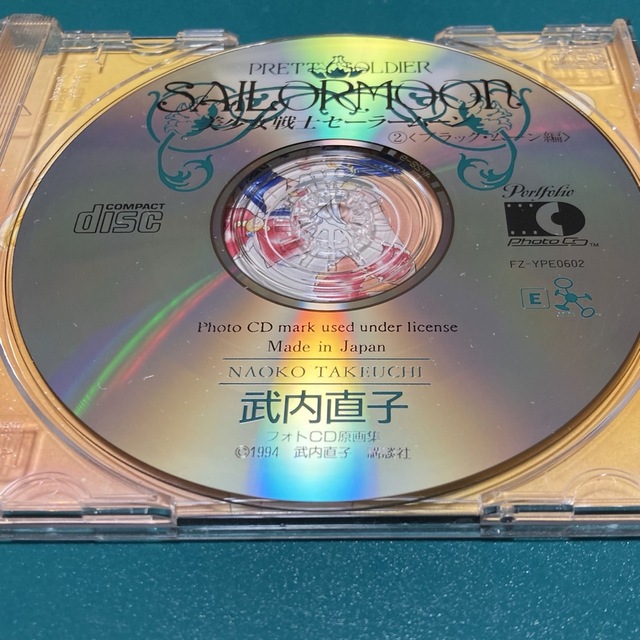 PRETTY SOLDIER
SAILORMOON
美少女戦士セーラームーン
②〈ブラック・ムーン編〉
COMPACT
disc
Portfolio
Photo CD TM
FZ-YPE0602
E
Photo CD mark used under license
Made in Japan
NAOKO TAKEUCHI
武内直子
フォトCD原画集
©1994 武内直子 講談社